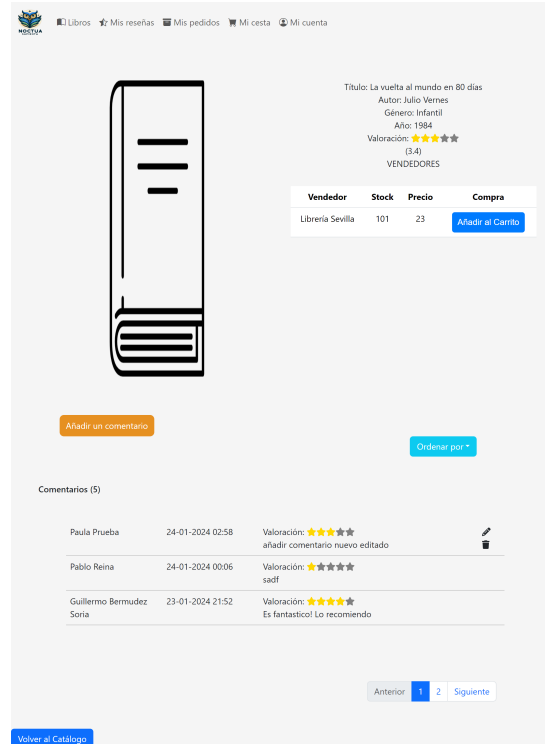 NOCTUA
Libros Mis reseñas Mis pedidos Mi cesta Mi cuenta
Título: La vuelta al mundo en 80 días
Autor: Julio Vernes
Género: Infantil
Año: 1984
Valoración:
(3.4)
VENDEDORES
Vendedor Stock Precio Compra
Librería Sevilla 101 23 Añadir al Carrito
Añadir un comentario
Ordenar por
Comentarios (5)
Paula Prueba 24-01-2024 02:58 Valoración:
añadir comentario nuevo editado
Pablo Reina 24-01-2024 00:06 Valoración:
sadf
Guillermo Bermudez 23-01-2024 21:52 Valoración:
Soria Es fantastico! Lo recomiendo
Anterior 1 2 Siguiente
Volver al Catálogo